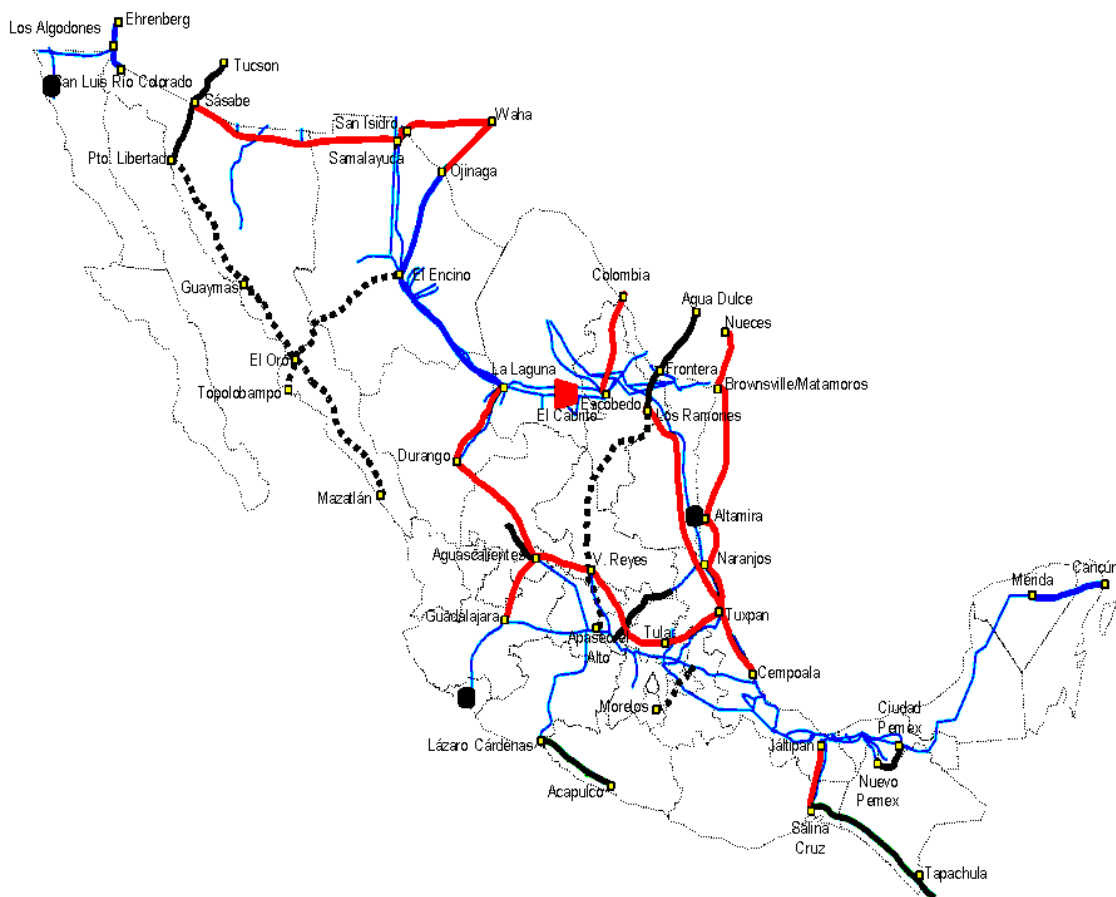 Ehrenberg
Los Algodones
San Luis Río Colorado
Tucson
Sásabe
Waha
San Isidro
Samalayuca
Pto. Libertad
Ojinaga
El Encino
Colombia
Guaymas
Agua Dulce
Nueces
El Oro
La Laguna
Frontera
Topolobampo
Brownsville/Matamoros
Escobedo
El Cabrito
Los Ramones
Durango
Mazatlán
Altamira
Aguascalientes
V. Reyes
Naranjos
Mérida
Cancún
Guadalajara
Tuxpan
Apaseo el
Alto
Tula
Cempoala
Morelos
Ciudad
Pemex
Lázaro Cárdenas
Jáltipan
Nuevo
Pemex
Acapulco
Salina
Cruz
Tapachula